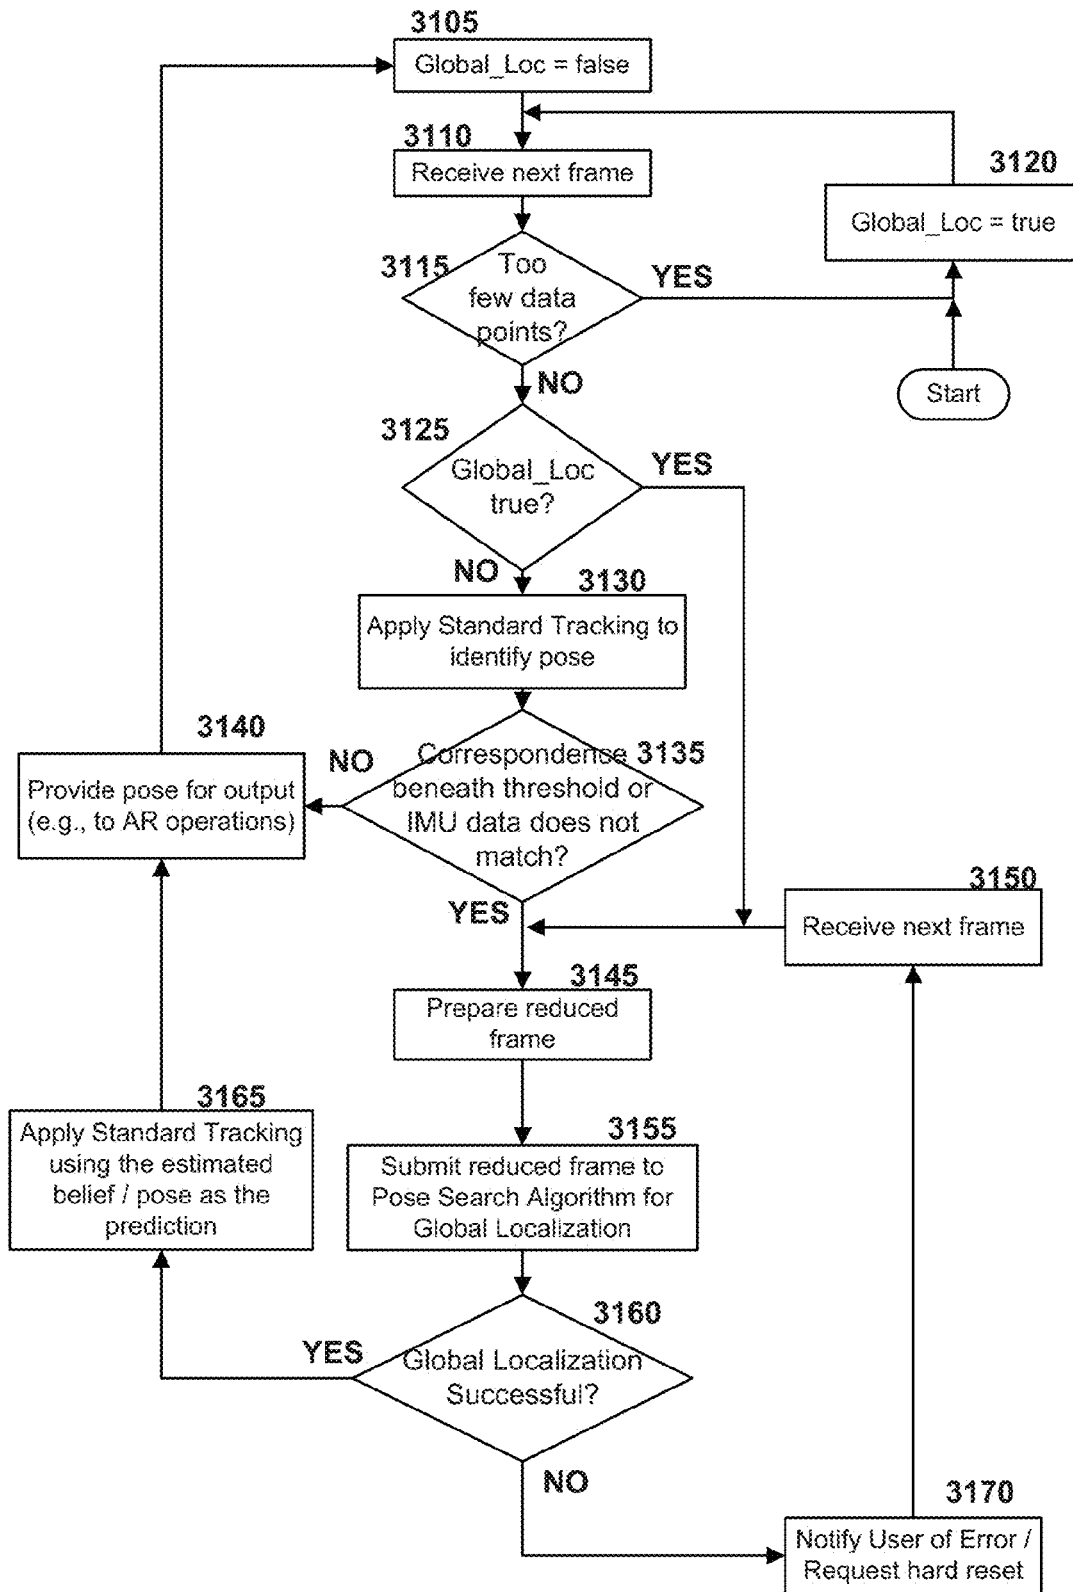 3105
Global_Loc = false
3110
Receive next frame
3120
Global_Loc = true
3115
Too
few data
points?
YES
NO
Start
3125
Global_Loc
true?
YES
NO
3130
Apply Standard Tracking to
identify pose
3140
Provide pose for output
(e.g., to AR operations)
NO
3135
Correspondence
beneath threshold or
IMU data does not
match?
YES
3150
Receive next frame
3145
Prepare reduced
frame
3165
Apply Standard Tracking
using the estimated
belief / pose as the
prediction
3155
Submit reduced frame to
Pose Search Algorithm for
Global Localization
3160
YES
Global Localization
Successful?
NO
3170
Notify User of Error /
Request hard reset